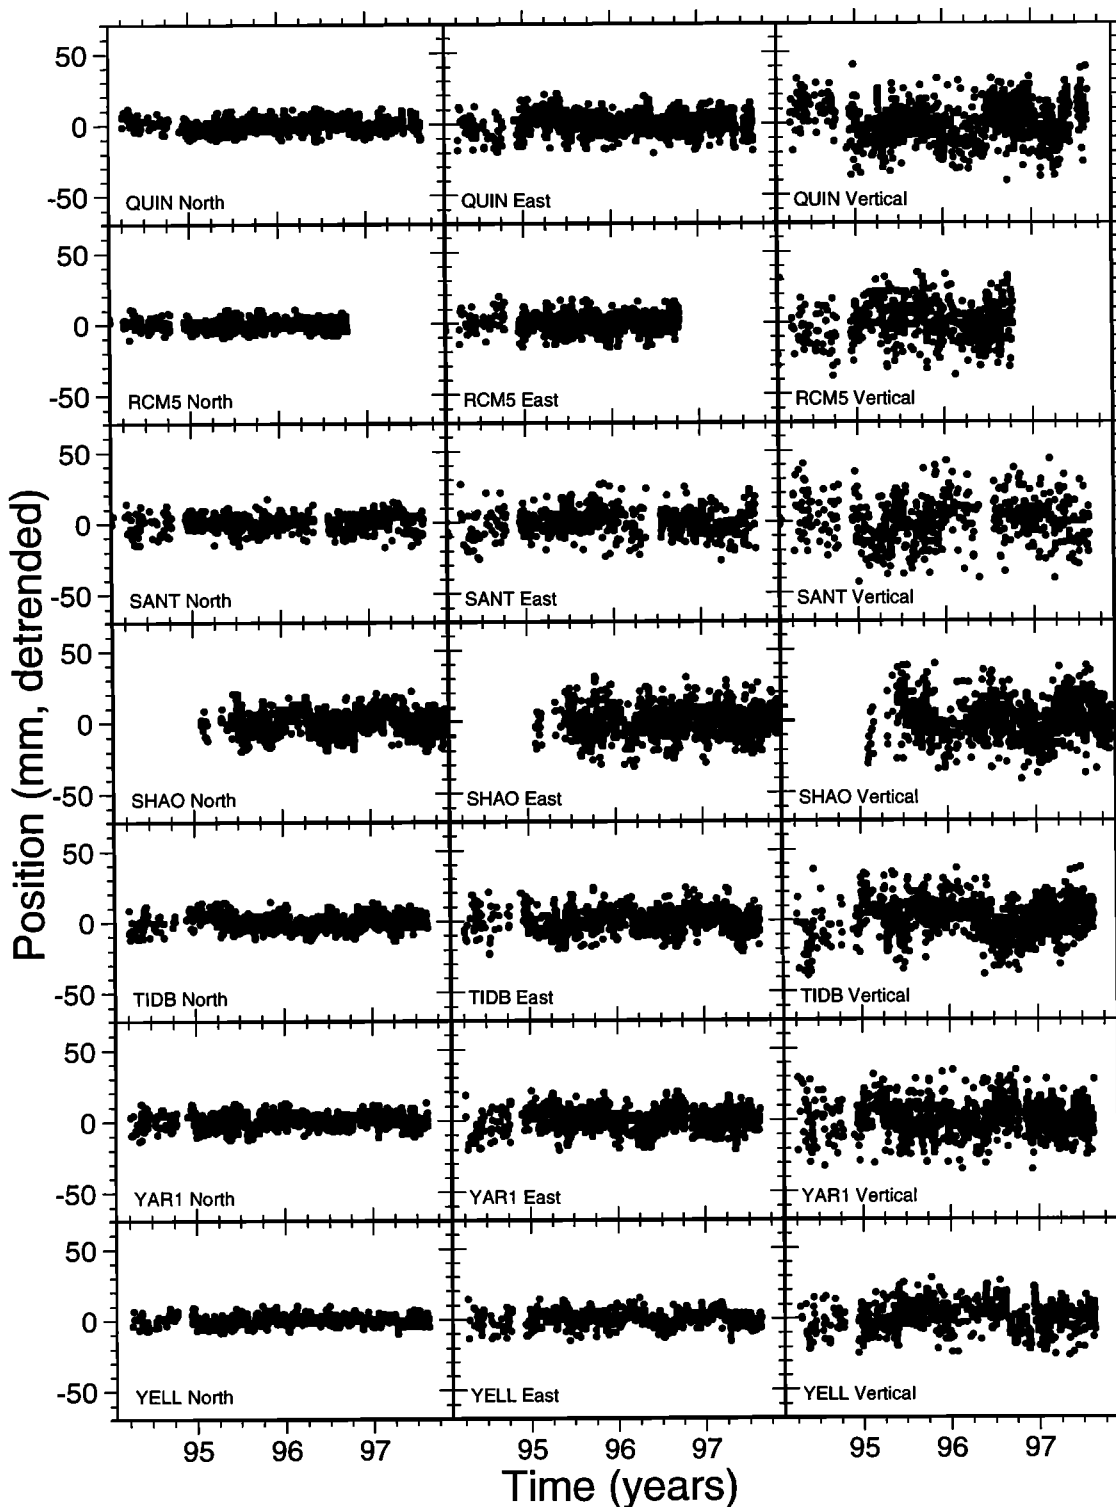 50
0
-50
QUIN North
QUIN East
QUIN Vertical
50
0
-50
RCM5 North
RCM5 East
RCM5 Vertical
50
0
-50
SANT North
SANT East
SANT Vertical
50
0
-50
SHAO North
SHAO East
SHAO Vertical
50
0
-50
TIDB North
TIDB East
TIDB Vertical
50
0
-50
YAR1 North
YAR1 East
YAR1 Vertical
50
0
-50
YELL North
YELL East
YELL Vertical
Position (mm, detrended)
95 96 97 95 96 97 95 96 97
Time (years)